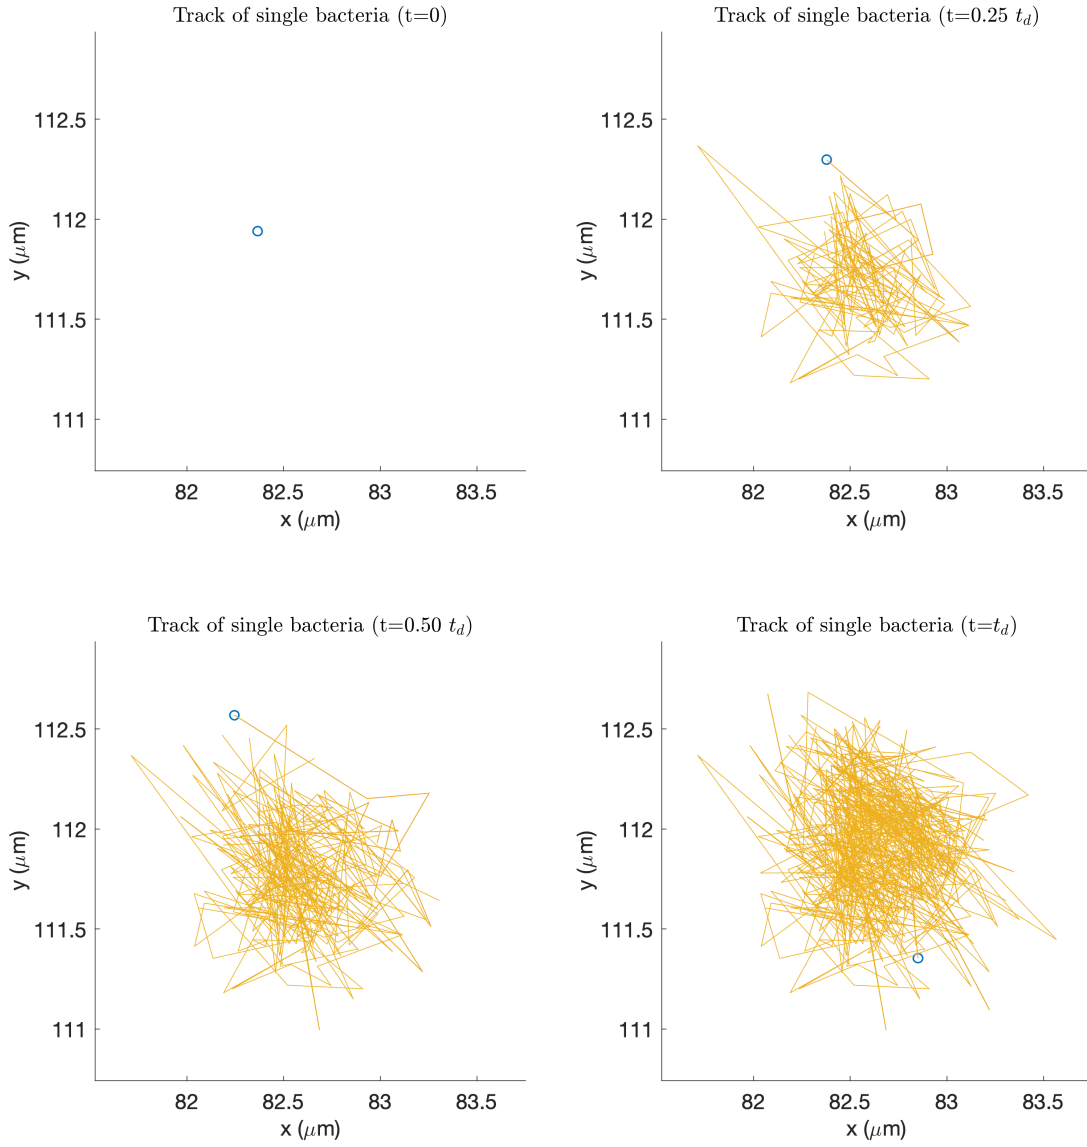 Track of single bacteria (t=0)
112.5
112
111.5
111
y (μm)
82
82.5
83
83.5
x (μm)
Track of single bacteria (t=0.25 t_d)
112.5
112
111.5
111
y (μm)
82
82.5
83
83.5
x (μm)
Track of single bacteria (t=0.50 t_d)
112.5
112
111.5
111
y (μm)
82
82.5
83
83.5
x (μm)
Track of single bacteria (t=t_d)
112.5
112
111.5
111
y (μm)
82
82.5
83
83.5
x (μm)